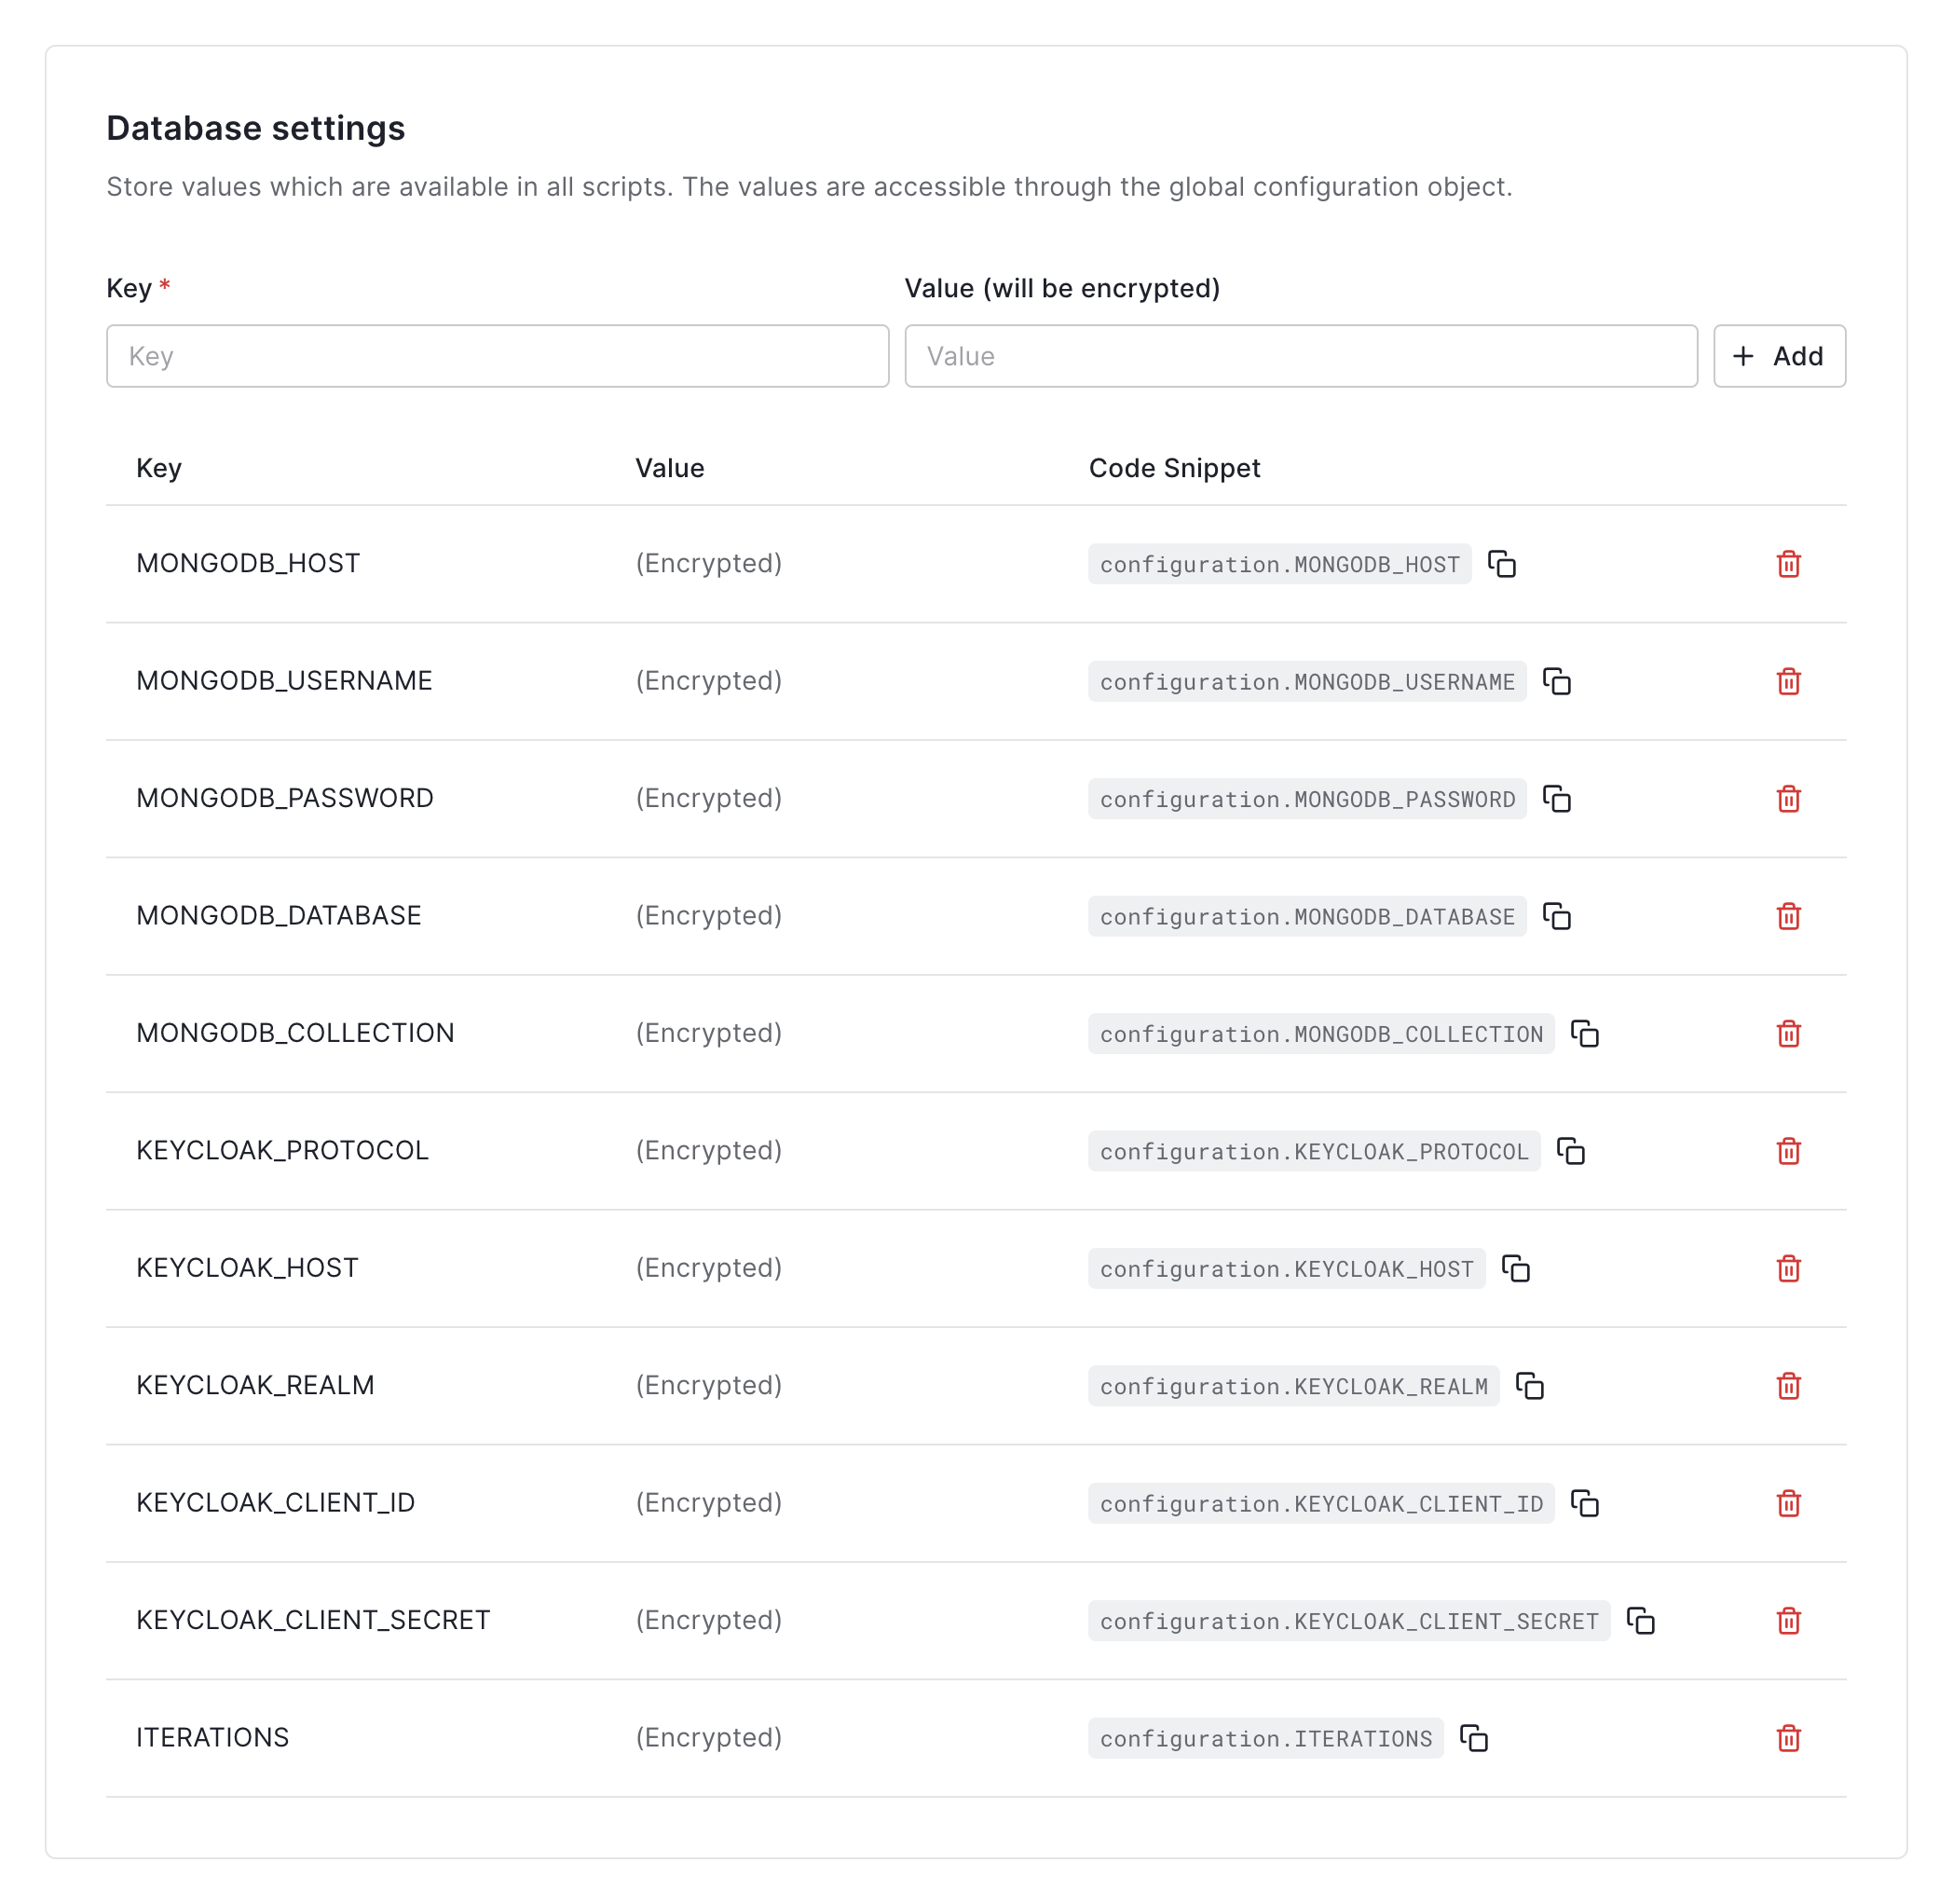 Database settings
Store values which are available in all scripts. The values are accessible through the global configuration object.
Key * Value (will be encrypted)
Key Value + Add
Key Value Code Snippet
MONGODB_HOST (Encrypted) configuration.MONGODB_HOST
MONGODB_USERNAME (Encrypted) configuration.MONGODB_USERNAME
MONGODB_PASSWORD (Encrypted) configuration.MONGODB_PASSWORD
MONGODB_DATABASE (Encrypted) configuration.MONGODB_DATABASE
MONGODB_COLLECTION (Encrypted) configuration.MONGODB_COLLECTION
KEYCLOAK_PROTOCOL (Encrypted) configuration.KEYCLOAK_PROTOCOL
KEYCLOAK_HOST (Encrypted) configuration.KEYCLOAK_HOST
KEYCLOAK_REALM (Encrypted) configuration.KEYCLOAK_REALM
KEYCLOAK_CLIENT_ID (Encrypted) configuration.KEYCLOAK_CLIENT_ID
KEYCLOAK_CLIENT_SECRET (Encrypted) configuration.KEYCLOAK_CLIENT_SECRET
ITERATIONS (Encrypted) configuration.ITERATIONS